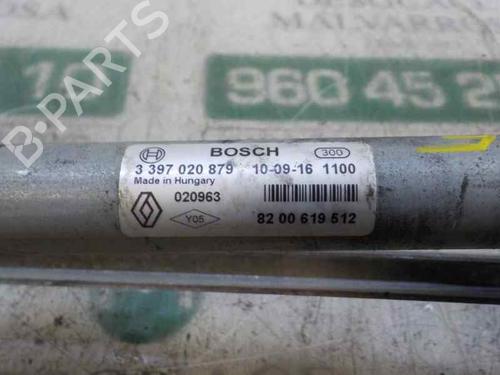 MALVARRO
960 45 2
B-PARTS
BOSCH 300
3 397 020 879 10-09-16 1100
Made in Hungary
020963
Y05 82 00 619 512